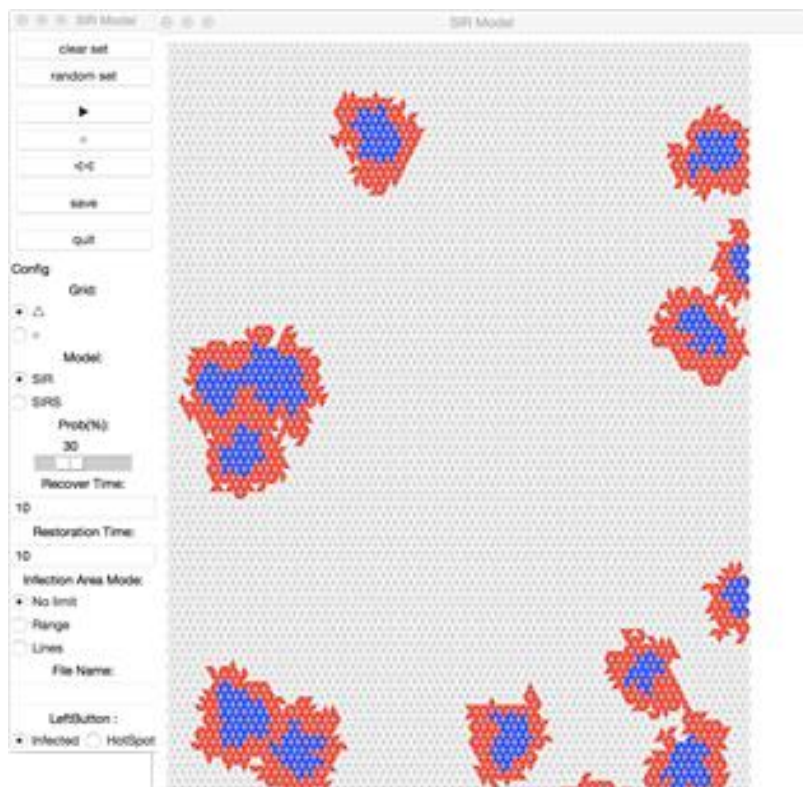 SIR Model
SIR Model
clear set
random set
▶
<<
save
quit
Config
Grid:
△
Model:
SIR
SIRS
Prob(%):
30
Recover Time:
10
Restoration Time:
10
Infection Area Mode:
No limit
Range
Lines
File Name:
LeftButton :
Infected HotSpot